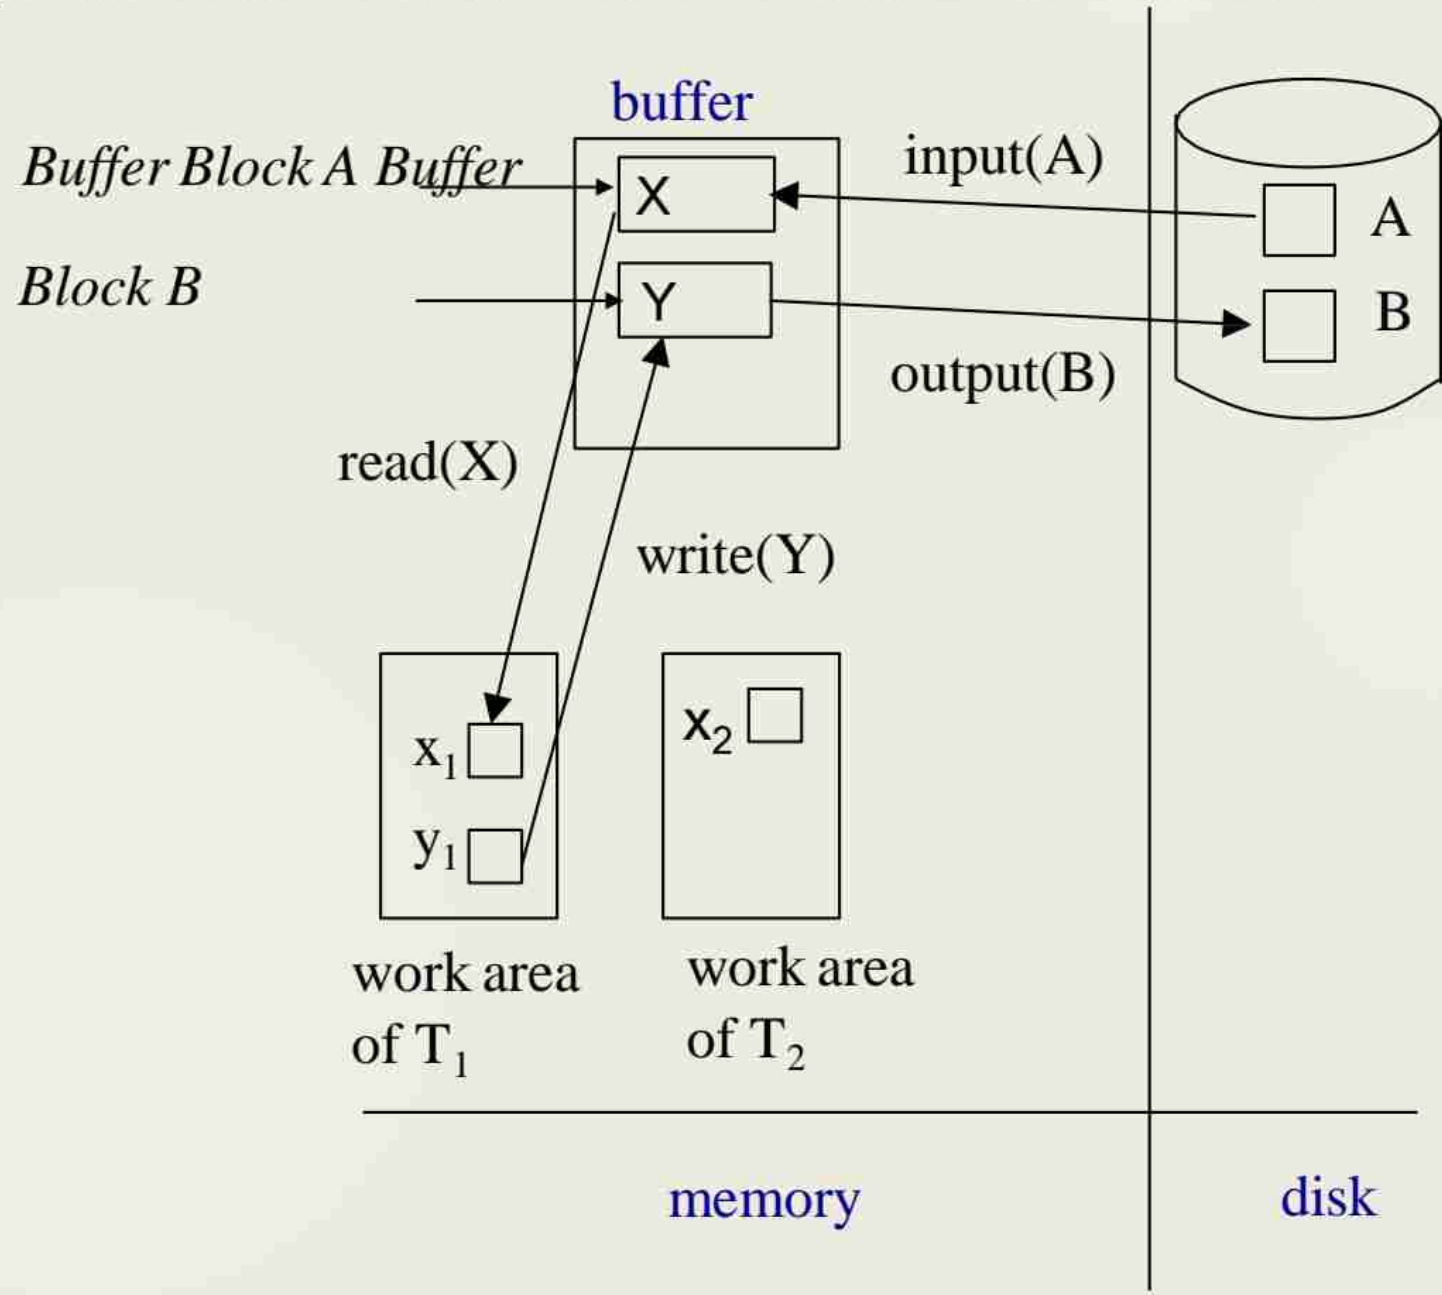 buffer
Buffer Block A Buffer
X
input(A)
A
Block B
Y
B
output(B)
read(X)
write(Y)
x1
x2
y1
work area
of T1
work area
of T2
memory
disk